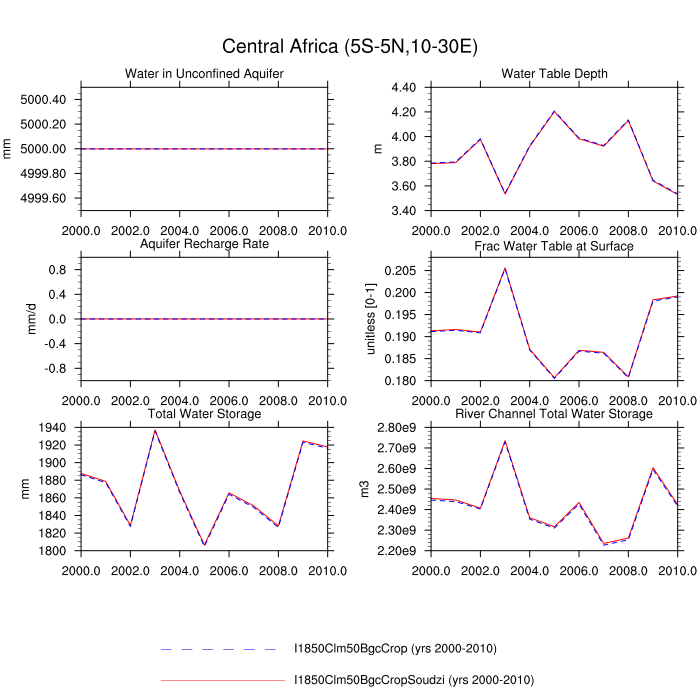 Central Africa (5S-5N,10-30E)
Water in Unconfined Aquifer
5000.40
5000.20
5000.00
4999.80
4999.60
mm
2000.0 2002.0 2004.0 2006.0 2008.0 2010.0
Water Table Depth
4.40
4.20
4.00
3.80
3.60
3.40
m
2000.0 2002.0 2004.0 2006.0 2008.0 2010.0
Aquifer Recharge Rate
0.8
0.4
0.0
-0.4
-0.8
mm/d
2000.0 2002.0 2004.0 2006.0 2008.0 2010.0
Frac Water Table at Surface
0.205
0.200
0.195
0.190
0.185
0.180
unitless [0-1]
2000.0 2002.0 2004.0 2006.0 2008.0 2010.0
Total Water Storage
1940
1920
1900
1880
1860
1840
1820
1800
mm
2000.0 2002.0 2004.0 2006.0 2008.0 2010.0
River Channel Total Water Storage
2.80e9
2.70e9
2.60e9
2.50e9
2.40e9
2.30e9
2.20e9
m3
2000.0 2002.0 2004.0 2006.0 2008.0 2010.0
I1850Clm50BgcCrop (yrs 2000-2010)
I1850Clm50BgcCropSoudzi (yrs 2000-2010)